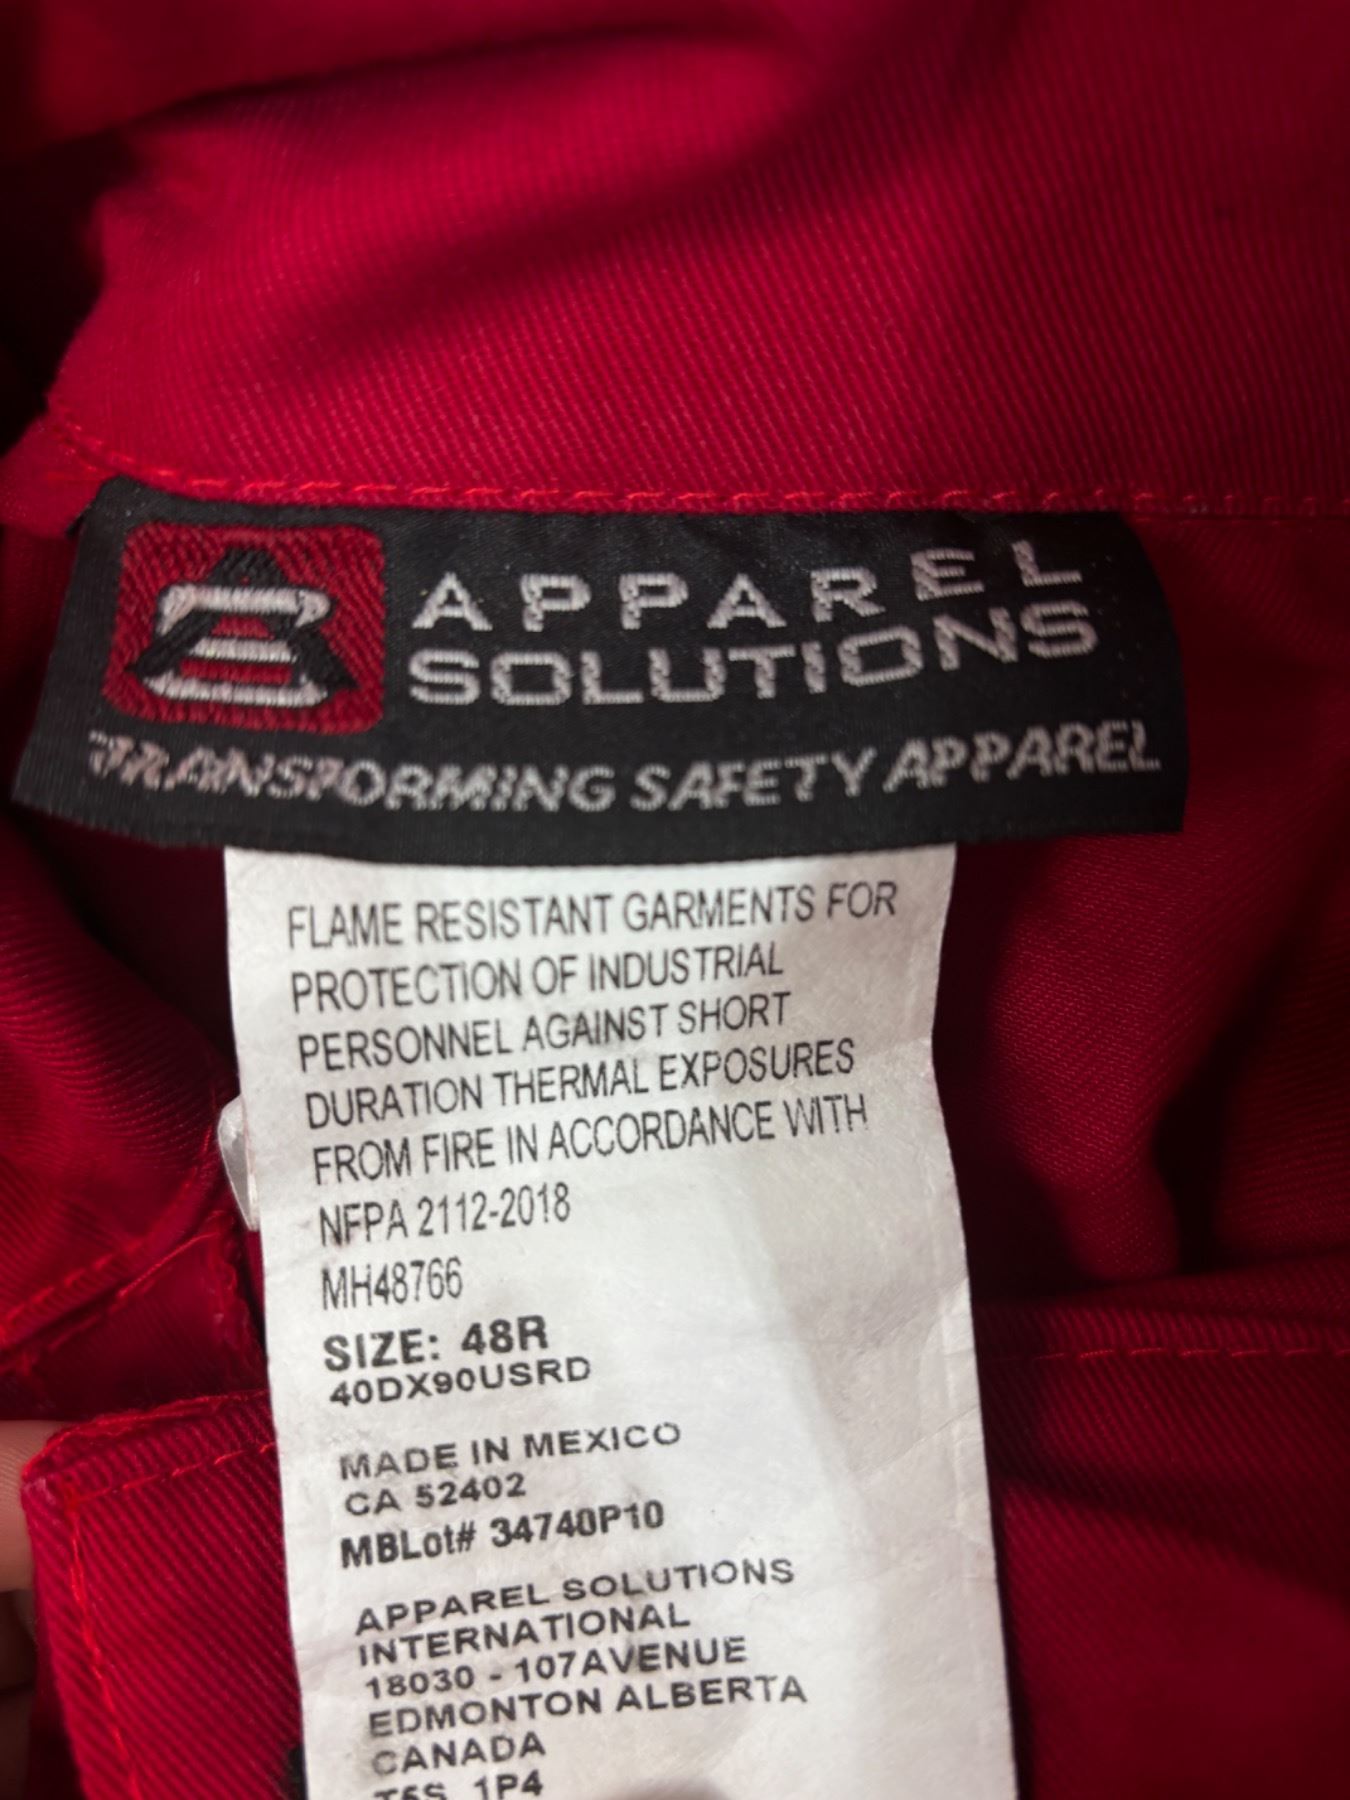 APPAREL
SOLUTIONS
TRANSFORMING SAFETY APPAREL
FLAME RESISTANT GARMENTS FOR
PROTECTION OF INDUSTRIAL
PERSONNEL AGAINST SHORT
DURATION THERMAL EXPOSURES
FROM FIRE IN ACCORDANCE WITH
NFPA 2112-2018
MH48766
SIZE: 48R
40DX90USRD
MADE IN MEXICO
CA 52402
MBLot# 34740P10
APPAREL SOLUTIONS
INTERNATIONAL
18030 - 107AVENUE
EDMONTON ALBERTA
CANADA
T5S 1P4